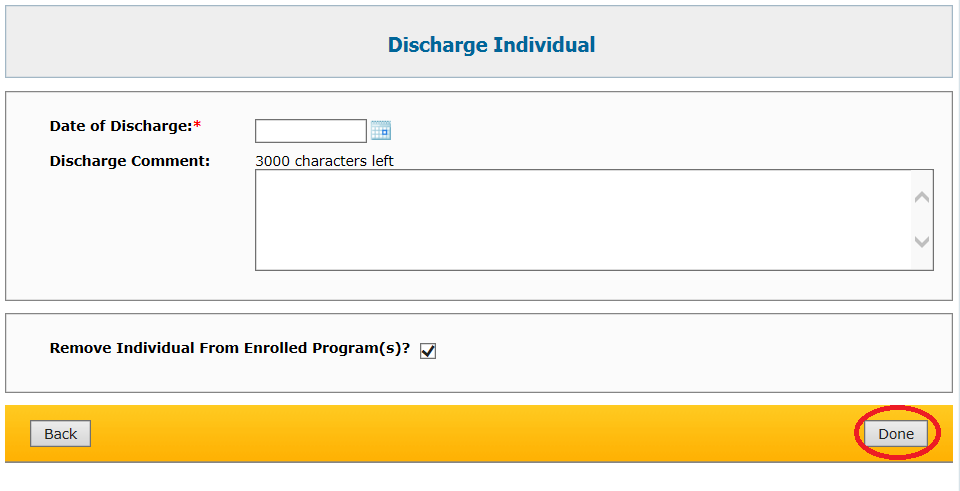 Discharge Individual
Date of Discharge:*
Discharge Comment: 3000 characters left
Remove Individual From Enrolled Program(s)?
Back Done